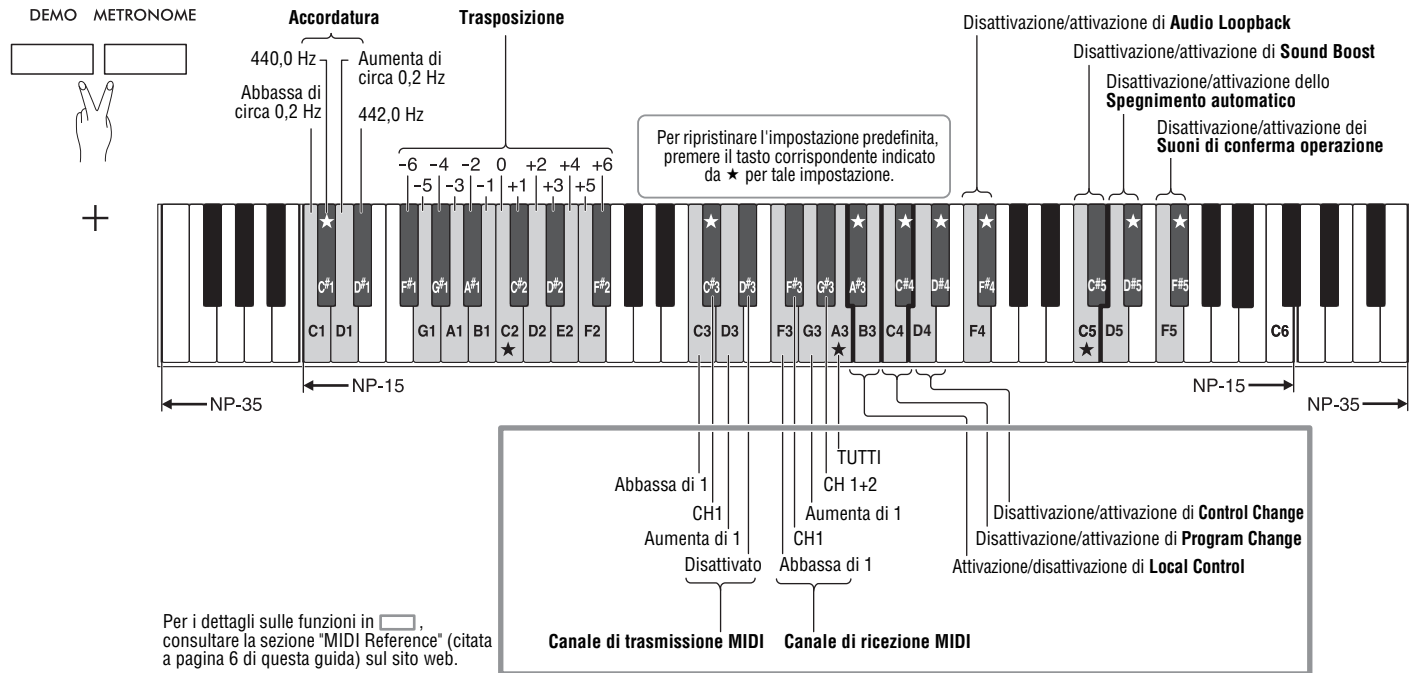 DEMO METRONOME
Accordatura
Trasposizione
Disattivazione/attivazione di Audio Loopback
Disattivazione/attivazione di Sound Boost
Disattivazione/attivazione dello
Spegnimento automatico
Disattivazione/attivazione dei
Suoni di conferma operazione
440,0 Hz
Aumenta di
circa 0,2 Hz
Abbassa di
circa 0,2 Hz
442,0 Hz
Per ripristinare l'impostazione predefinita,
premere il tasto corrispondente indicato
da ★ per tale impostazione.
−6 −4 −2 0 +2 +4 +6
−5 −3 −1 +1 +3 +5
+
★ ★ ★ ★ ★ ★ ★ ★
C#1 D#1 F#1 G#1 A#1 C#2 D#2 F#2 C#3 D#3 F#3 G#3 A#3 C#4 D#4 F#4 C#5 D#5 F#5
C1 D1 G1 A1 B1 C2 D2 E2 F2 C3 D3 F3 G3 A3 B3 C4 D4 F4 C5 D5 F5 C6
★ ★ ★
NP-15 NP-15
NP-35 NP-35
TUTTI
Abbassa di 1 CH 1+2
CH1 Aumenta di 1 Disattivazione/attivazione di Control Change
Aumenta di 1 CH1 Disattivazione/attivazione di Program Change
Disattivato Abbassa di 1 Attivazione/disattivazione di Local Control
Canale di trasmissione MIDI Canale di ricezione MIDI
Per i dettagli sulle funzioni in ,
consultare la sezione "MIDI Reference" (citata
a pagina 6 di questa guida) sul sito web.